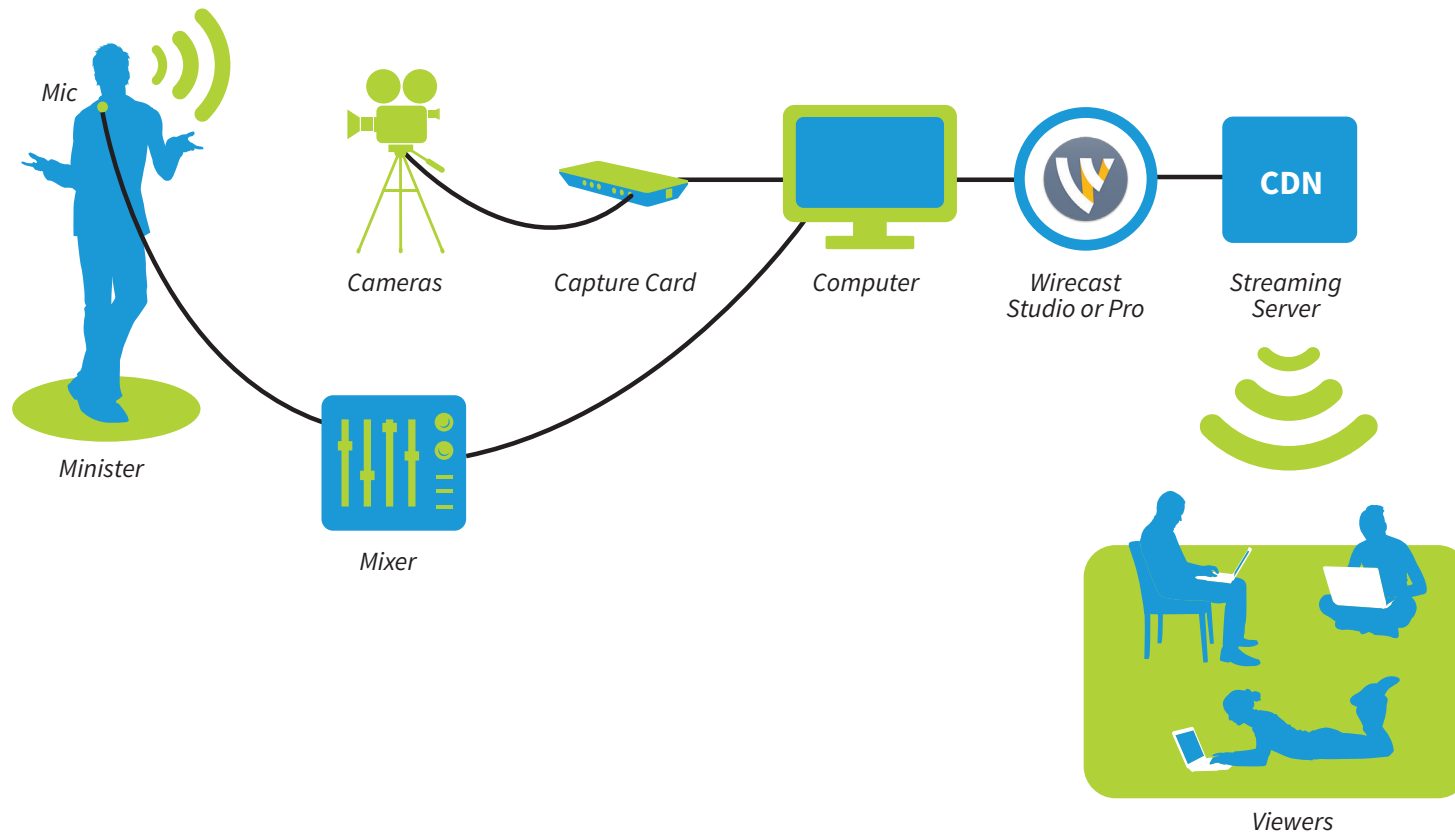 Mic
CDN
Cameras
Capture Card
Computer
Wirecast
Studio or Pro
Streaming
Server
Minister
Mixer
Viewers